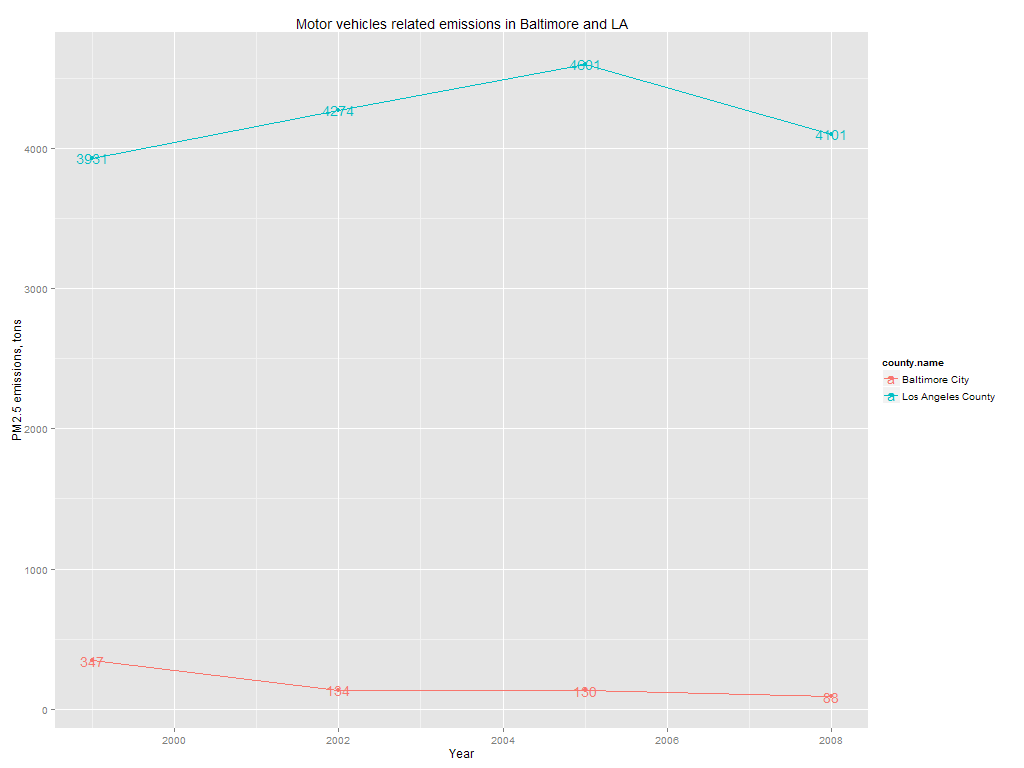 Motor vehicles related emissions in Baltimore and LA
4601
4274
4101
3931
4000
3000
PM2.5 emissions, tons
2000
1000
347
134
130
88
0
2000 2002 2004 2006 2008
Year
county.name
a Baltimore City
a Los Angeles County